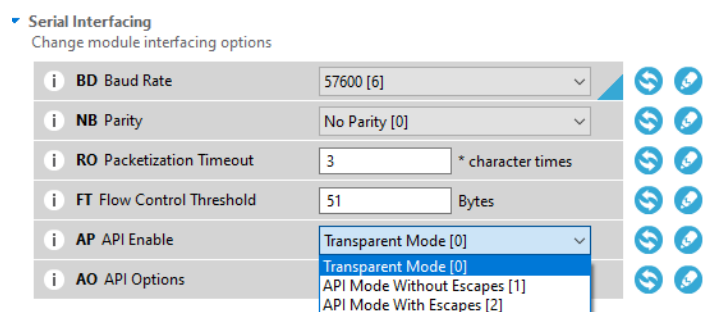 Serial Interfacing
Change module interfacing options
i BD Baud Rate 57600 [6]
i NB Parity No Parity [0]
i RO Packetization Timeout 3 * character times
i FT Flow Control Threshold 51 Bytes
i AP API Enable Transparent Mode [0]
Transparent Mode [0]
i AO API Options API Mode Without Escapes [1]
API Mode With Escapes [2]